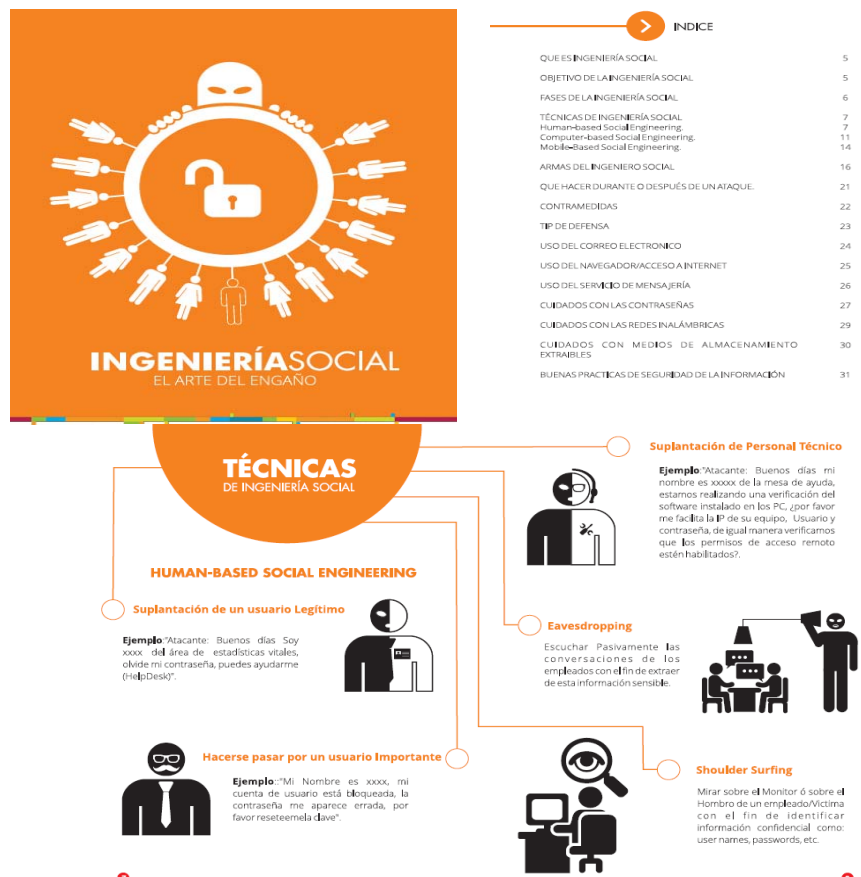 INGENIERÍASOCIAL
EL ARTE DEL ENGAÑO
INDICE
QUE ES INGENIERÍA SOCIAL 5
OBJETIVO DE LA INGENIERÍA SOCIAL 5
FASES DE LA INGENIERÍA SOCIAL 6
TÉCNICAS DE INGENIERÍA SOCIAL 7
Human-based Social Engineering. 7
Computer-based Social Engineering. 11
Mobile-Based Social Engineering. 14
ARMAS DEL INGENIERO SOCIAL 16
QUE HACER DURANTE O DESPUÉS DE UN ATAQUE. 21
CONTRAMEDIDAS 22
TIP DE DEFENSA 23
USO DEL CORREO ELECTRONICO 24
USO DEL NAVEGADOR/ACCESO A INTERNET 25
USO DEL SERVICIO DE MENSAJERÍA 26
CUIDADOS CON LAS CONTRASEÑAS 27
CUIDADOS CON LAS REDES INALÁMBRICAS 29
CUIDADOS CON MEDIOS DE ALMACENAMIENTO 30
EXTRAIBLES
BUENAS PRACTICAS DE SEGURIDAD DE LA INFORMACIÓN 31
TÉCNICAS
DE INGENIERÍA SOCIAL
HUMAN-BASED SOCIAL ENGINEERING
Suplantación de un usuario Legítimo
Ejemplo:"Atacante: Buenos días Soy
xxxx del área de estadísticas vitales,
olvide mi contraseña, puedes ayudarme
(HelpDesk)".
Hacerse pasar por un usuario Importante
Ejemplo::"Mi Nombre es xxxx, mi
cuenta de usuario está bloqueada, la
contraseña me aparece errada, por
favor reseteemela clave".
Suplantación de Personal Técnico
Ejemplo:"Atacante: Buenos días mi
nombre es xxxxx de la mesa de ayuda,
estamos realizando una verificación del
software instalado en los PC, ¿por favor
me facilita la IP de su equipo, Usuario y
contraseña, de igual manera verificamos
que los permisos de acceso remoto
estén habilitados?.
Eavesdropping
Escuchar Pasivamente las
conversaciones de los
empleados con el fin de extraer
de esta información sensible.
Shoulder Surfing
Mirar sobre el Monitor ó sobre el
Hombro de un empleado/Victima
con el fin de identificar
información confidencial como:
user names, passwords, etc.